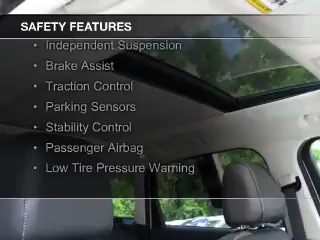 SAFETY FEATURES
• Independent Suspension
• Brake Assist
• Traction Control
• Parking Sensors
• Stability Control
• Passenger Airbag
• Low Tire Pressure Warning